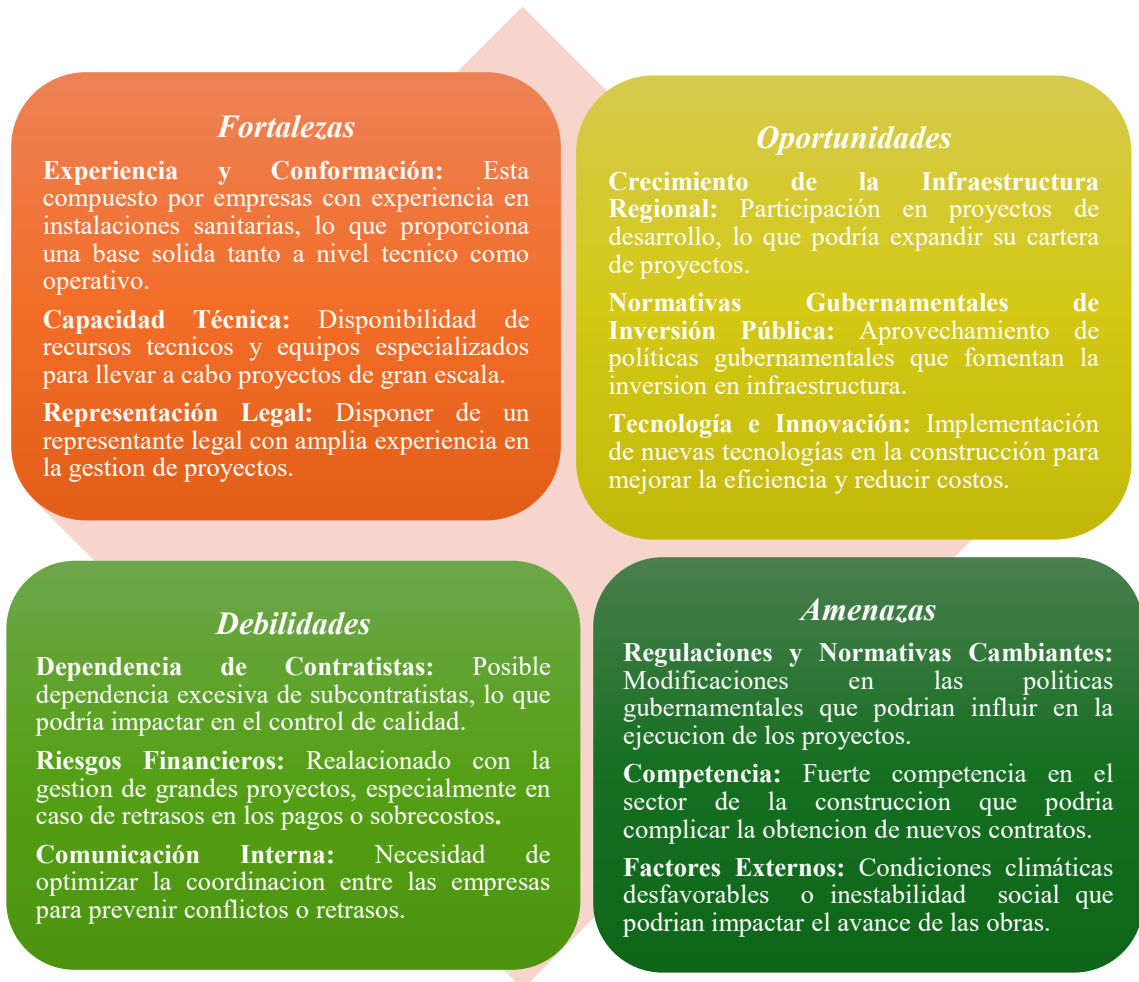 Fortalezas
Experiencia y Conformación: Esta
compuesto por empresas con experiencia en
instalaciones sanitarias, lo que proporciona
una base solida tanto a nivel tecnico como
operativo.
Capacidad Técnica: Disponibilidad de
recursos tecnicos y equipos especializados
para llevar a cabo proyectos de gran escala.
Representación Legal: Disponer de un
representante legal con amplia experiencia en
la gestion de proyectos.
Oportunidades
Crecimiento de la Infraestructura
Regional: Participación en proyectos de
desarrollo, lo que podría expandir su cartera
de proyectos.
Normativas Gubernamentales de
Inversión Pública: Aprovechamiento de
políticas gubernamentales que fomentan la
inversion en infraestructura.
Tecnología e Innovación: Implementación
de nuevas tecnologías en la construcción para
mejorar la eficiencia y reducir costos.
Debilidades
Dependencia de Contratistas: Posible
dependencia excesiva de subcontratistas, lo que
podría impactar en el control de calidad.
Riesgos Financieros: Realacionado con la
gestion de grandes proyectos, especialmente en
caso de retrasos en los pagos o sobrecostos.
Comunicación Interna: Necesidad de
optimizar la coordinacion entre las empresas
para prevenir conflictos o retrasos.
Amenazas
Regulaciones y Normativas Cambiantes:
Modificaciones en las politicas
gubernamentales que podrian influir en la
ejecucion de los proyectos.
Competencia: Fuerte competencia en el
sector de la construccion que podria
complicar la obtencion de nuevos contratos.
Factores Externos: Condiciones climáticas
desfavorables o inestabilidad social que
podrian impactar el avance de las obras.